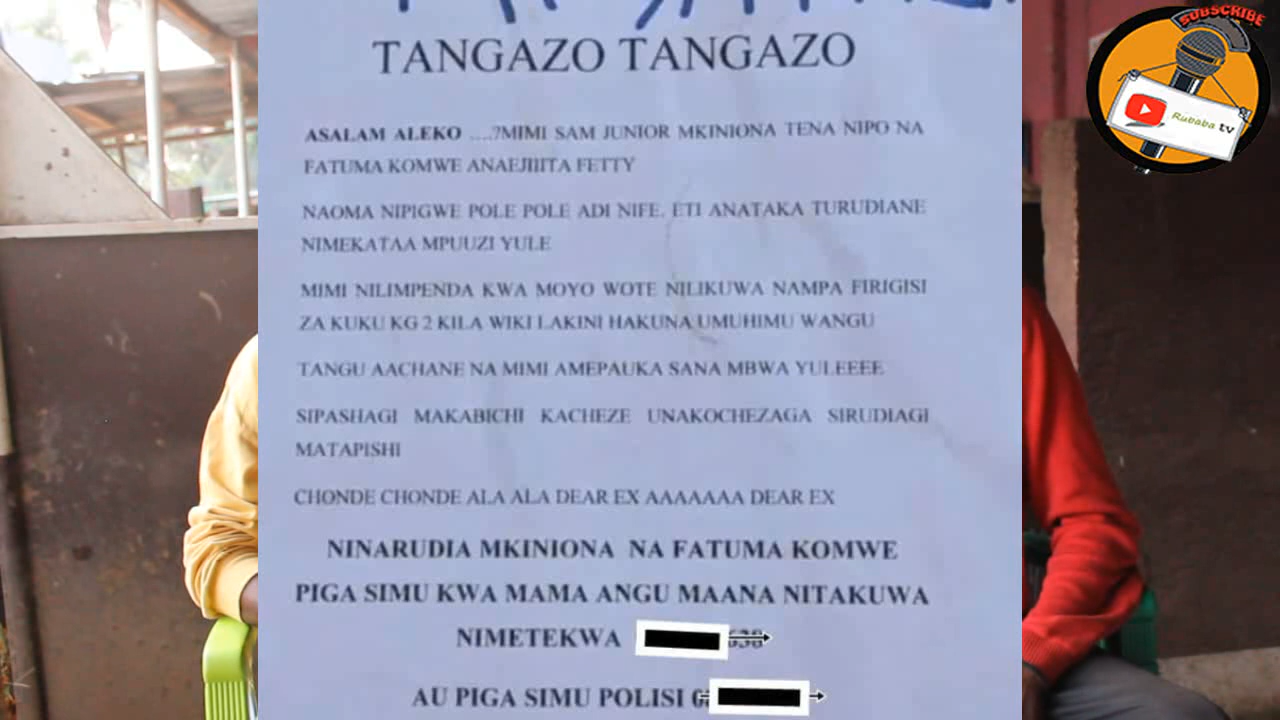 TANGAZO TANGAZO
SUBSCRIBE
Rubaba tv
ASALAM ALEKO ....?MIMI SAM JUNIOR MKINIONA TENA NIPO NA
FATUMA KOMWE ANAEJIIITA FETTY
NAOMA NIPIGWE POLE POLE ADI NIFE. ETI ANATAKA TURUDIANE
NIMEKATAA MPUUZI YULE
MIMI NILIMPENDA KWA MOYO WOTE NILIKUWA NAMPA FIRIGISI
ZA KUKU KG 2 KILA WIKI LAKINI HAKUNA UMUHIMU WANGU
TANGU AACHANE NA MIMI AMEPAUKA SANA MBWA YULEEEE
SIPASHAGI MAKABICHI KACHEZE UNAKOCHEZAGA SIRUDIAGI
MATAPISHI
CHONDE CHONDE ALA ALA DEAR EX AAAAAAA DEAR EX
NINARUDIA MKINIONA NA FATUMA KOMWE
PIGA SIMU KWA MAMA ANGU MAANA NITAKUWA
NIMETEKWA 638
AU PIGA SIMU POLISI 0